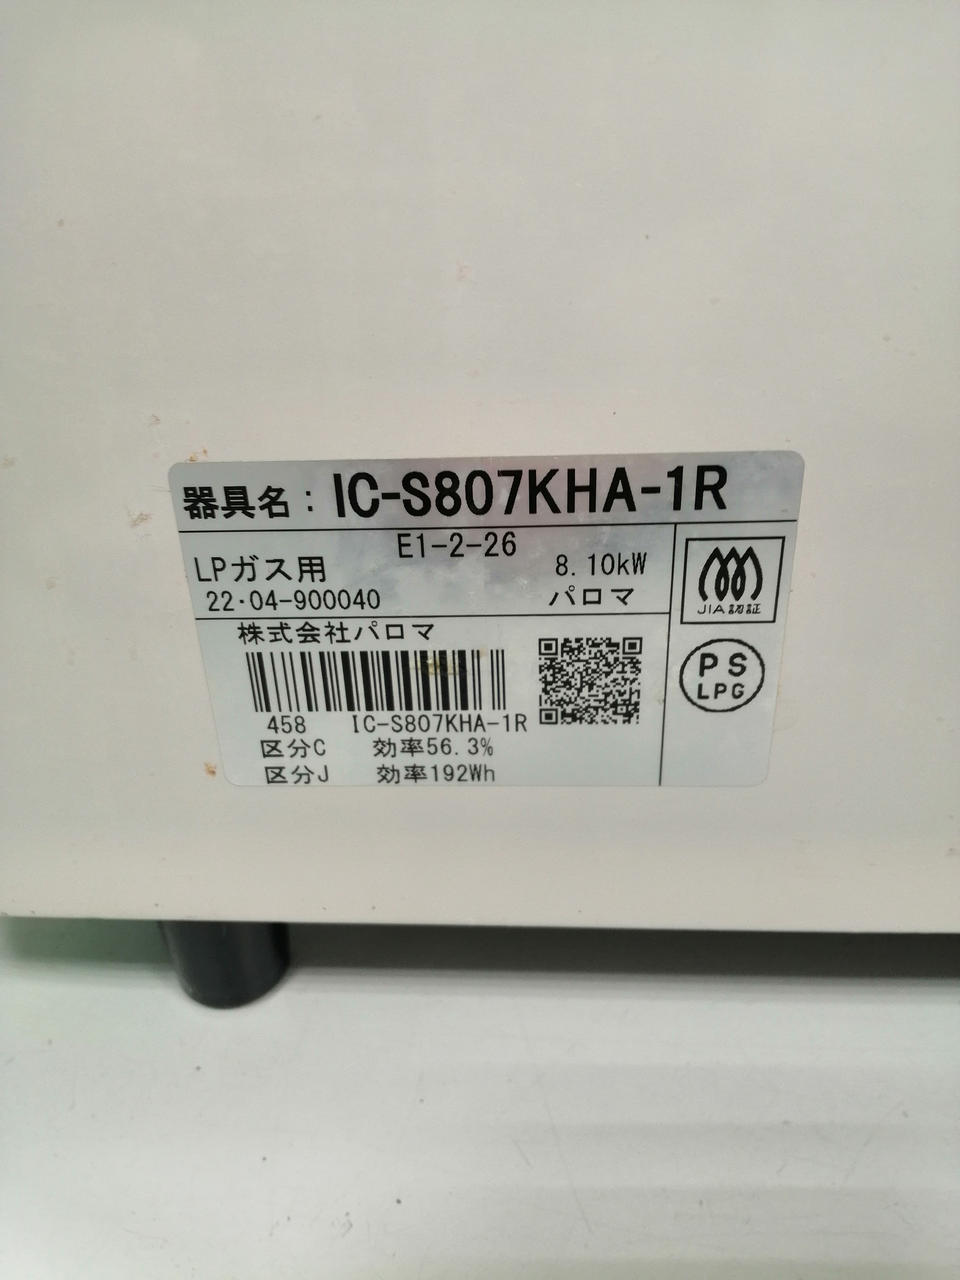 器具名：IC-S807KHA-1R
E1-2-26
LPガス用 8.10kW
22・04-900040 パロマ
JIA認証
株式会社パロマ
PS
LPG
458 IC-S807KHA-1R
区分C 効率56.3%
区分J 効率192Wh